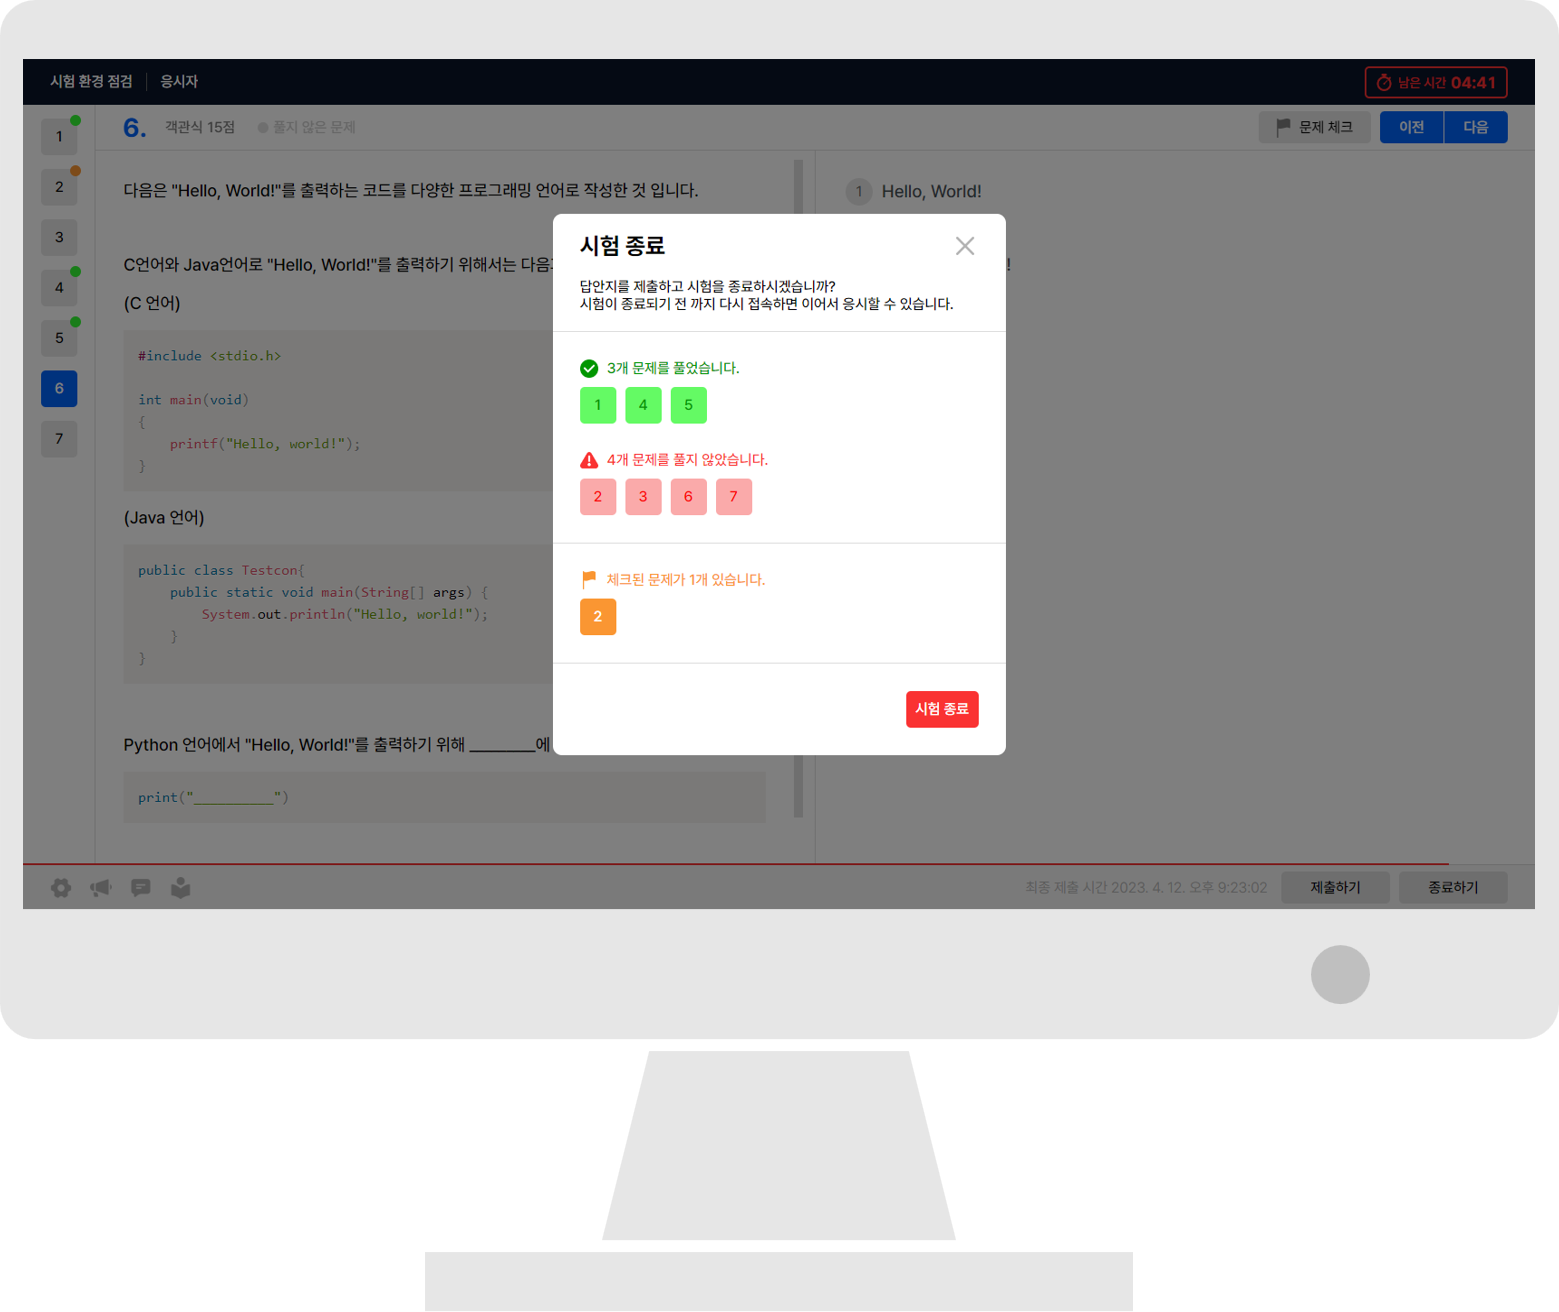 시험 환경 점검 응시자
남은 시간 04:41
1
2
3
4
5
6
7
6. 객관식 15점 풀지 않은 문제
문제 체크 이전 다음
다음은 "Hello, World!"를 출력하는 코드를 다양한 프로그래밍 언어로 작성한 것 입니다.
C언어와 Java언어로 "Hello, World!"를 출력하기 위해서는
(C 언어)
#include <stdio.h>
int main(void)
{
printf("Hello, world!");
}
(Java 언어)
public class Testcon{
public static void main(String[] args) {
System.out.println("Hello, world!");
}
}
Python 언어에서 "Hello, World!"를 출력하기 위해 _________에
print("__________")
1 Hello, World!
!
시험 종료
답안지를 제출하고 시험을 종료하시겠습니까?
시험이 종료되기 전 까지 다시 접속하면 이어서 응시할 수 있습니다.
3개 문제를 풀었습니다.
1 4 5
4개 문제를 풀지 않았습니다.
2 3 6 7
체크된 문제가 1개 있습니다.
2
시험 종료
최종 제출 시간 2023. 4. 12. 오후 9:23:02 제출하기 종료하기